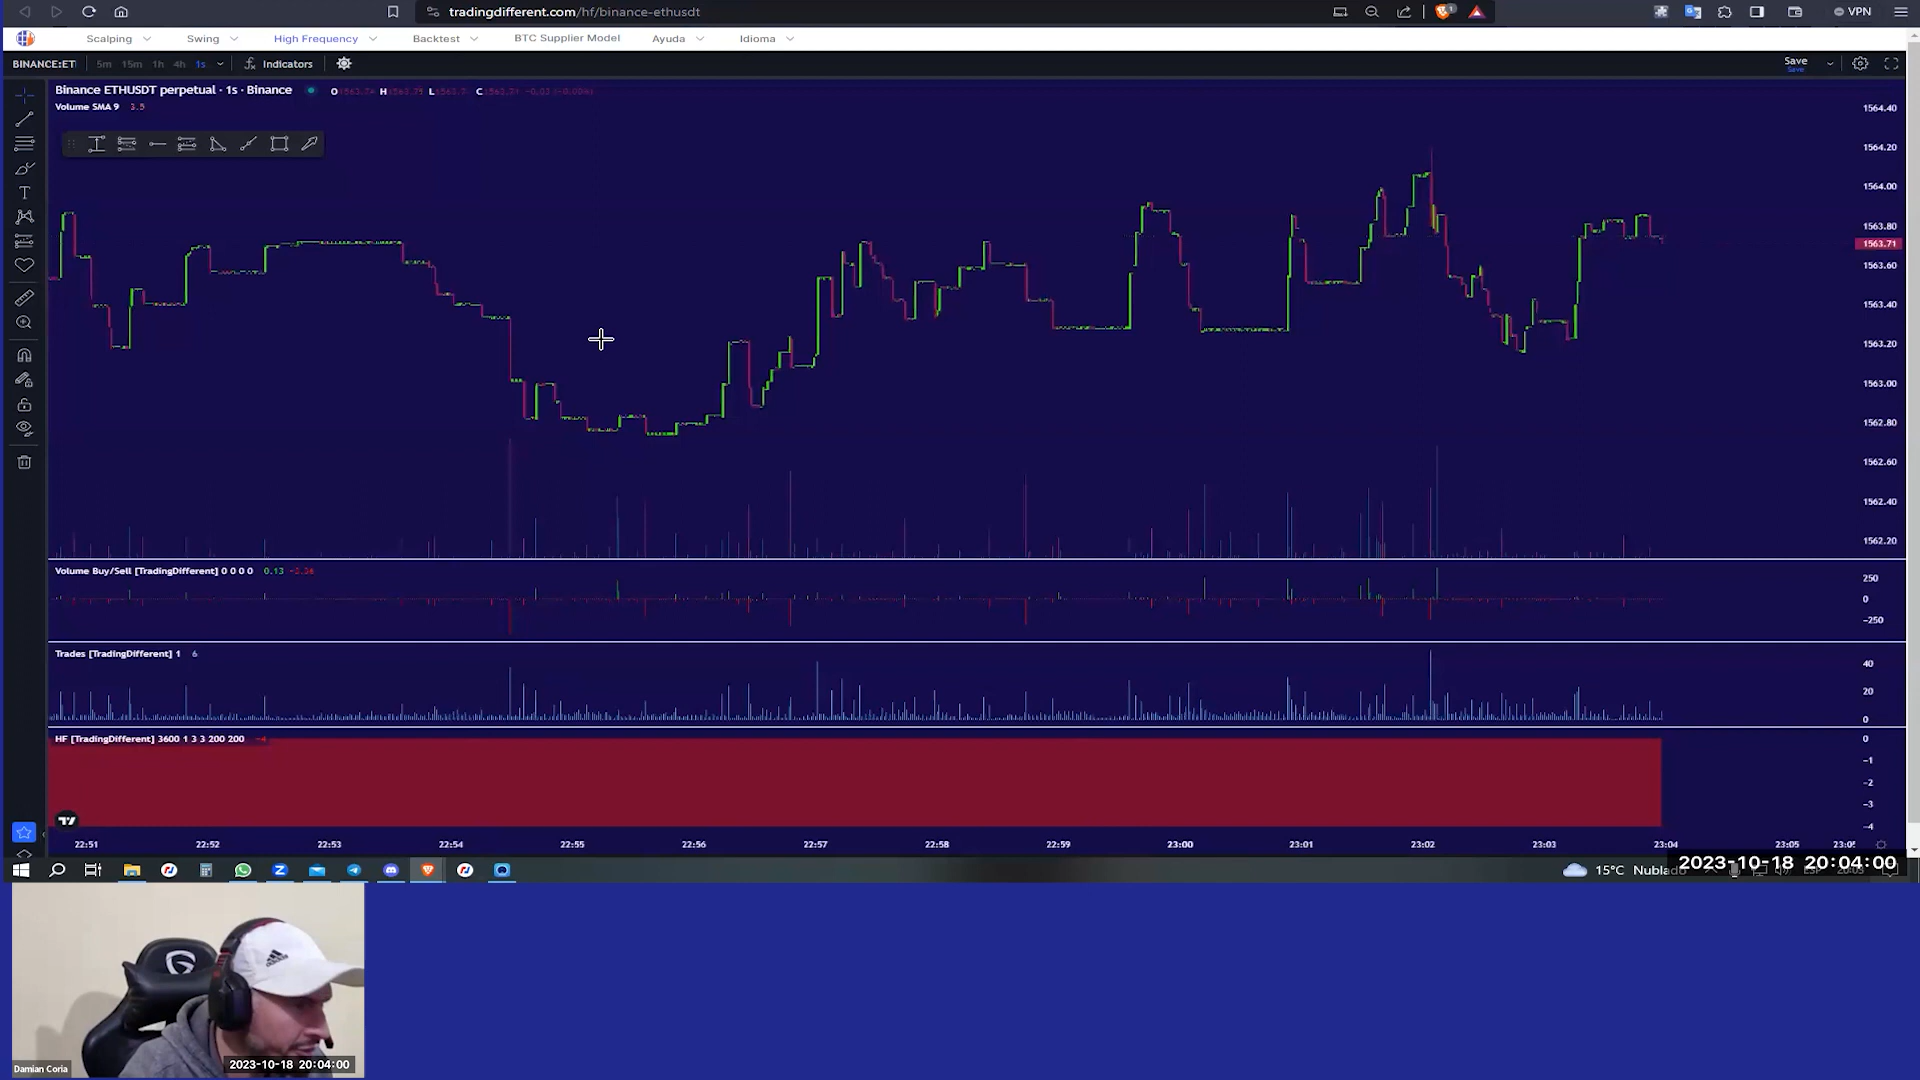 tradingdifferent.com/hf/binance-ethusdt
VPN
Scalping Swing High Frequency Backtest BTC Supplier Model Ayuda Idioma
BINANCE:ET 5m 15m 1h 4h 1s Indicators Save
Save
Binance ETHUSDT perpetual · 1s · Binance O H L C
Volume SMA 9 3.5
1564.40
1564.20
1564.00
1563.80
1563.71
1563.60
1563.40
1563.20
1563.00
1562.80
1562.60
1562.40
1562.20
Volume Buy/Sell [TradingDifferent] 0 0 0 0 0.13
250
0
−250
Trades [TradingDifferent] 1 6
40
20
0
HF [TradingDifferent] 3600 1 3 3 200 200 −4
0
−1
−2
−3
−4
22:51 22:52 22:53 22:54 22:55 22:56 22:57 22:58 22:59 23:00 23:01 23:02 23:03 23:04 23:05
2023-10-18 20:04:00
15°C Nublado
2023-10-18 20:04:00
Damian Coria